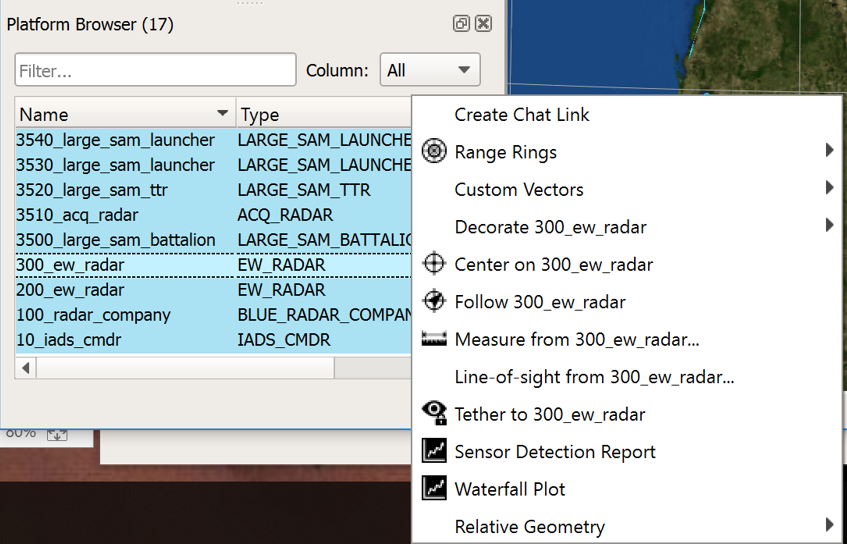 Platform Browser (17)
Filter...
Column:
All
Name
Type
3540_large_sam_launcher
LARGE_SAM_LAUNCHE
3530_large_sam_launcher
LARGE_SAM_LAUNCHE
3520_large_sam_ttr
LARGE_SAM_TTR
3510_acq_radar
ACQ_RADAR
3500_large_sam_battalion
LARGE_SAM_BATTALIO
300_ew_radar
EW_RADAR
200_ew_radar
EW_RADAR
100_radar_company
BLUE_RADAR_COMPAN
10_iads_cmdr
IADS_CMDR
60%
Create Chat Link
Range Rings
Custom Vectors
Decorate 300_ew_radar
Center on 300_ew_radar
Follow 300_ew_radar
Measure from 300_ew_radar...
Line-of-sight from 300_ew_radar...
Tether to 300_ew_radar
Sensor Detection Report
Waterfall Plot
Relative Geometry